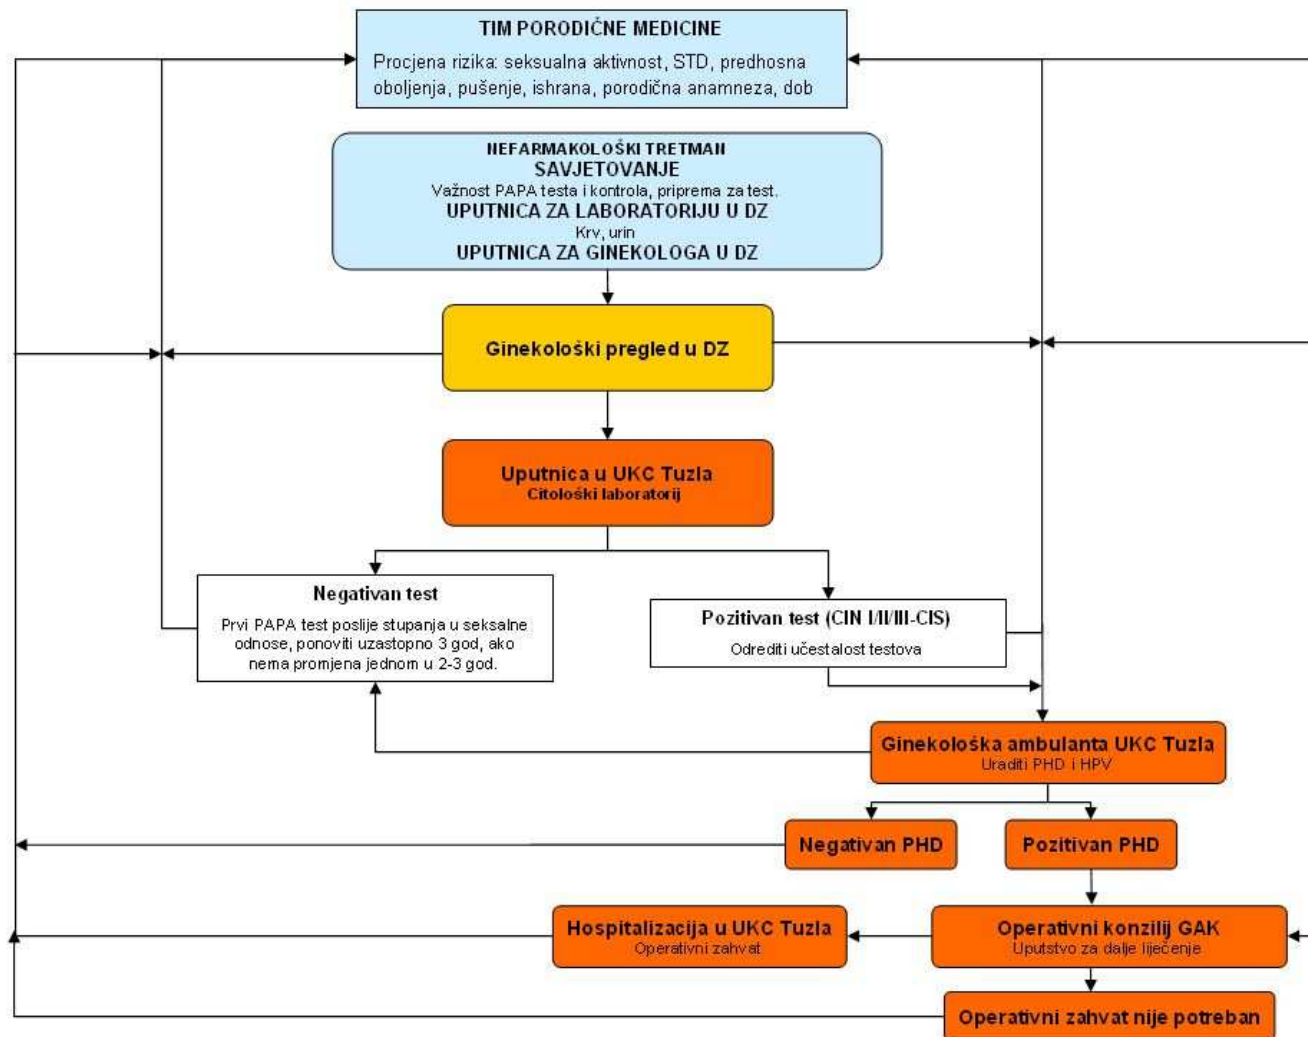 TIM PORODIČNE MEDICINE
Procjena rizika: seksualna aktivnost, STD, predhosna
oboljenja, pušenje, ishrana, porodična anamneza, dob
NEFARMAKOLOŠKI TRETMAN
SAVJETOVANJE
Važnost PAPA testa i kontrola, priprema za test.
UPUTNICA ZA LABORATORIJU U DZ
Krv, urin
UPUTNICA ZA GINEKOLOGA U DZ
Ginekološki pregled u DZ
Uputnica u UKC Tuzla
Citološki laboratorij
Negativan test
Prvi PAPA test poslije stupanja u seksalne
odnose, ponoviti uzastopno 3 god, ako
nema promjena jednom u 2-3 god.
Pozitivan test (CIN I/II/III-CIS)
Odrediti učestalost testova
Ginekološka ambulanta UKC Tuzla
Uraditi PHD i HPV
Negativan PHD
Pozitivan PHD
Hospitalizacija u UKC Tuzla
Operativni zahvat
Operativni konzilij GAK
Uputstvo za dalje liječenje
Operativni zahvat nije potreban